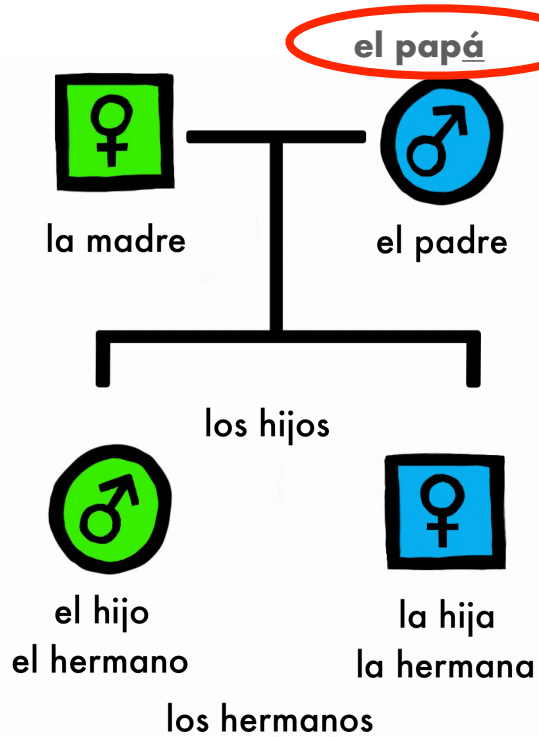 el papá
la madre
el padre
los hijos
el hijo
el hermano
la hija
la hermana
los hermanos